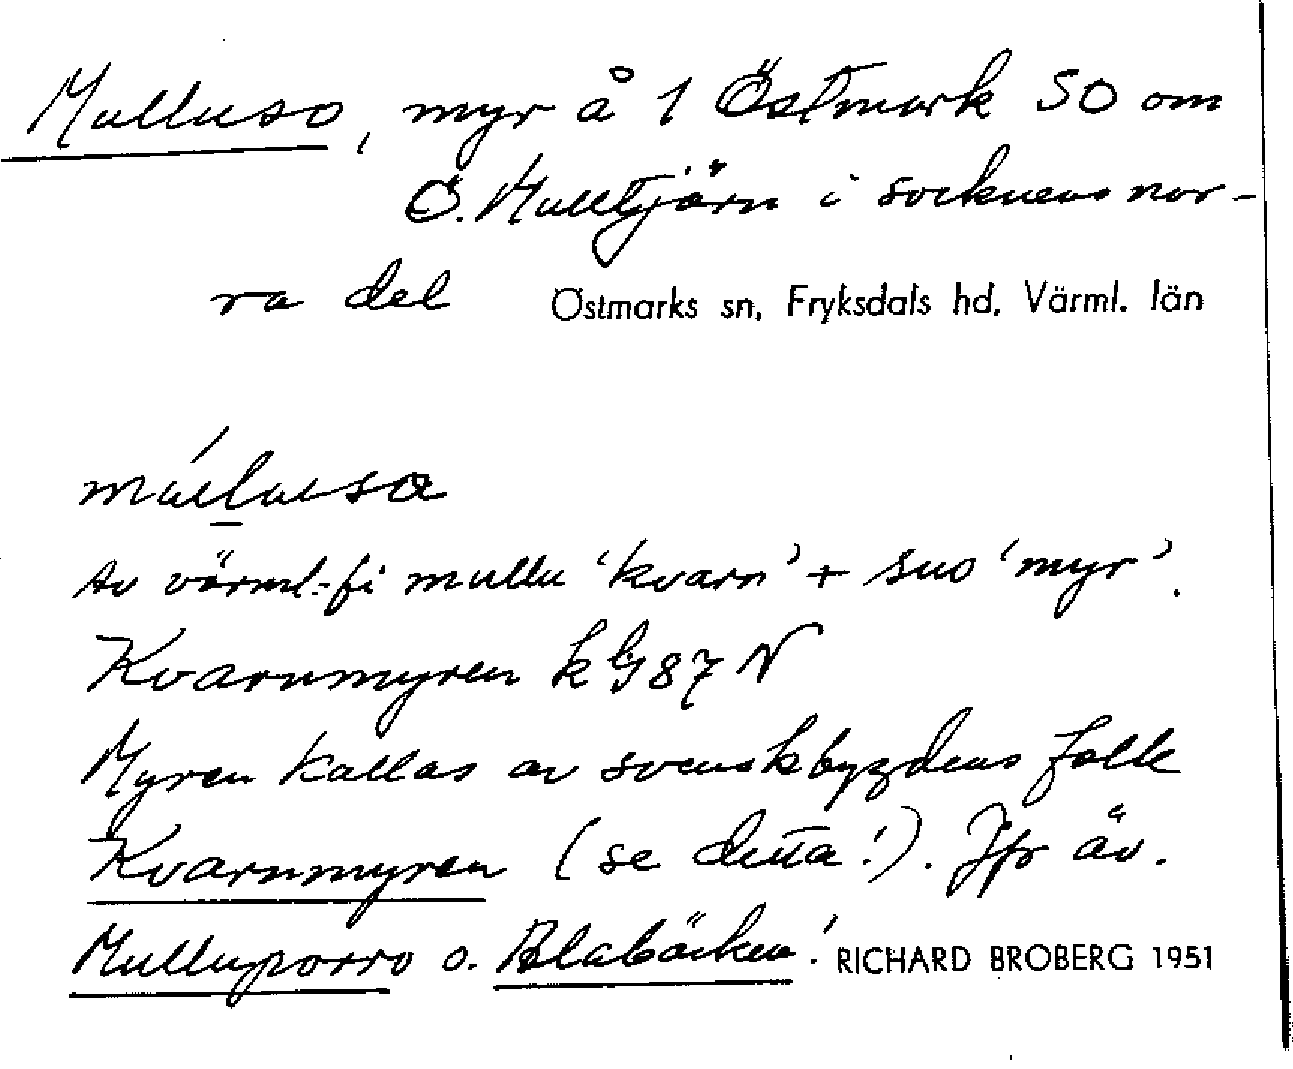 Mulluso, myr å 1 Östmark SO om
Ö. Mulltjärn i socknens nor-
ra del Östmarks sn, Fryksdals hd, Värml. län
múlluso
Av värml.-fi mullu 'kvarn' + suo 'myr'.
Kvarnmyren k G 87 N
Myren kallas av svenskbygdens folk
Kvarnmyren (se detta!). Jfr äv.
Mulluporro o. Blabäcken! RICHARD BROBERG 1951